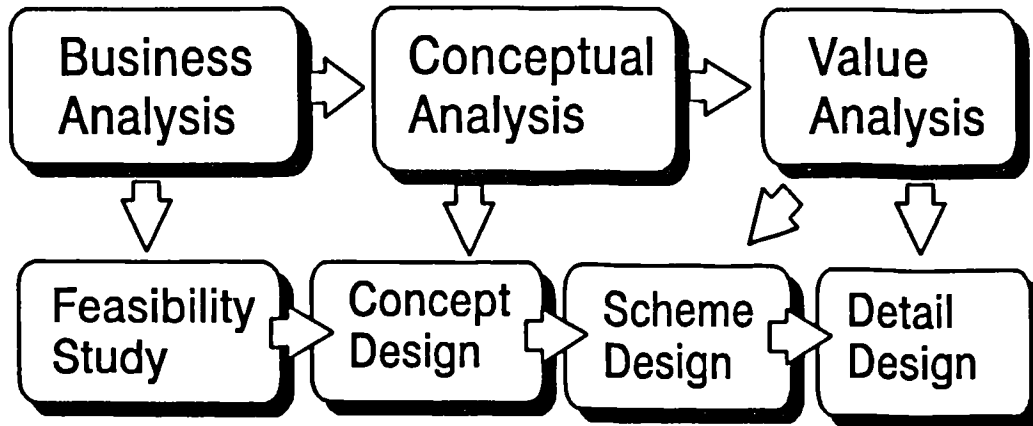 Business
Analysis
Conceptual
Analysis
Value
Analysis
Feasibility
Study
Concept
Design
Scheme
Design
Detail
Design